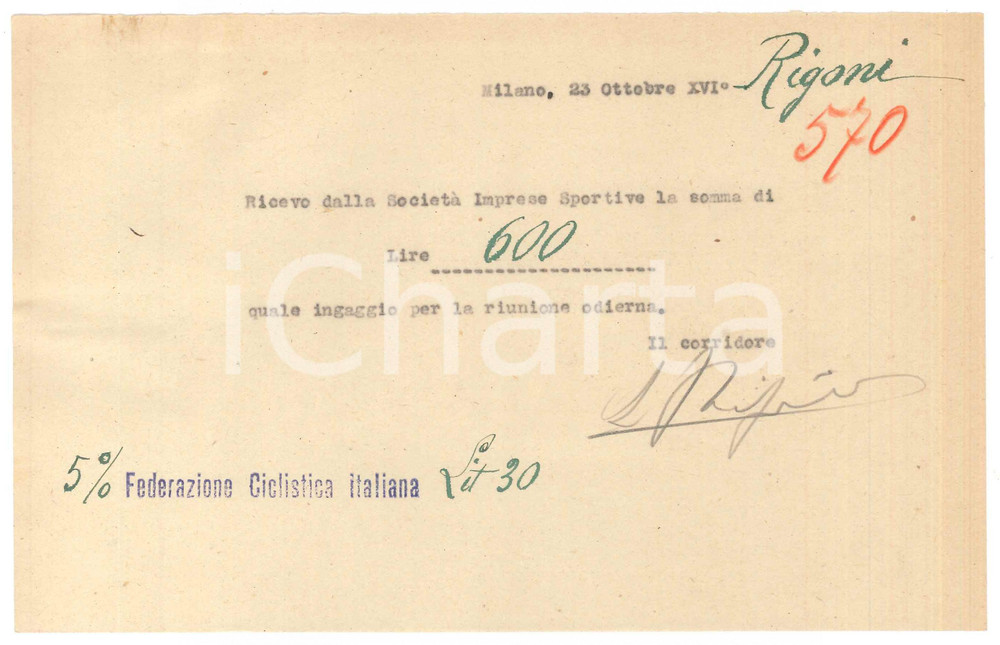 Milano, 23 Ottobre XVI° Rigoni
570
Ricevo dalla Società Imprese Sportive la somma di
Lire 600
quale ingaggio per la riunione odierna.
iCharta
Il corridore
5% Federazione Ciclistica italiana Lit 30